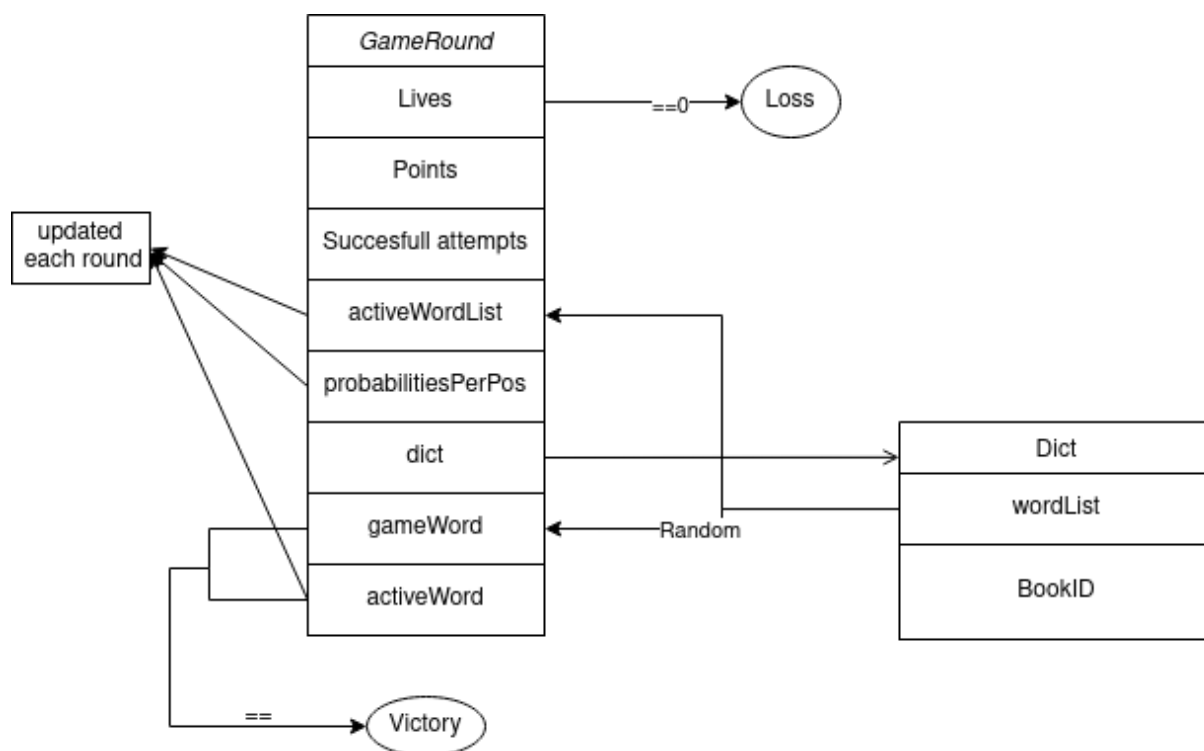 GameRound
Lives
==0
Loss
Points
updated
each round
Succesfull attempts
activeWordList
probabilitiesPerPos
dict
Dict
wordList
gameWord
Random
activeWord
BookID
==
Victory